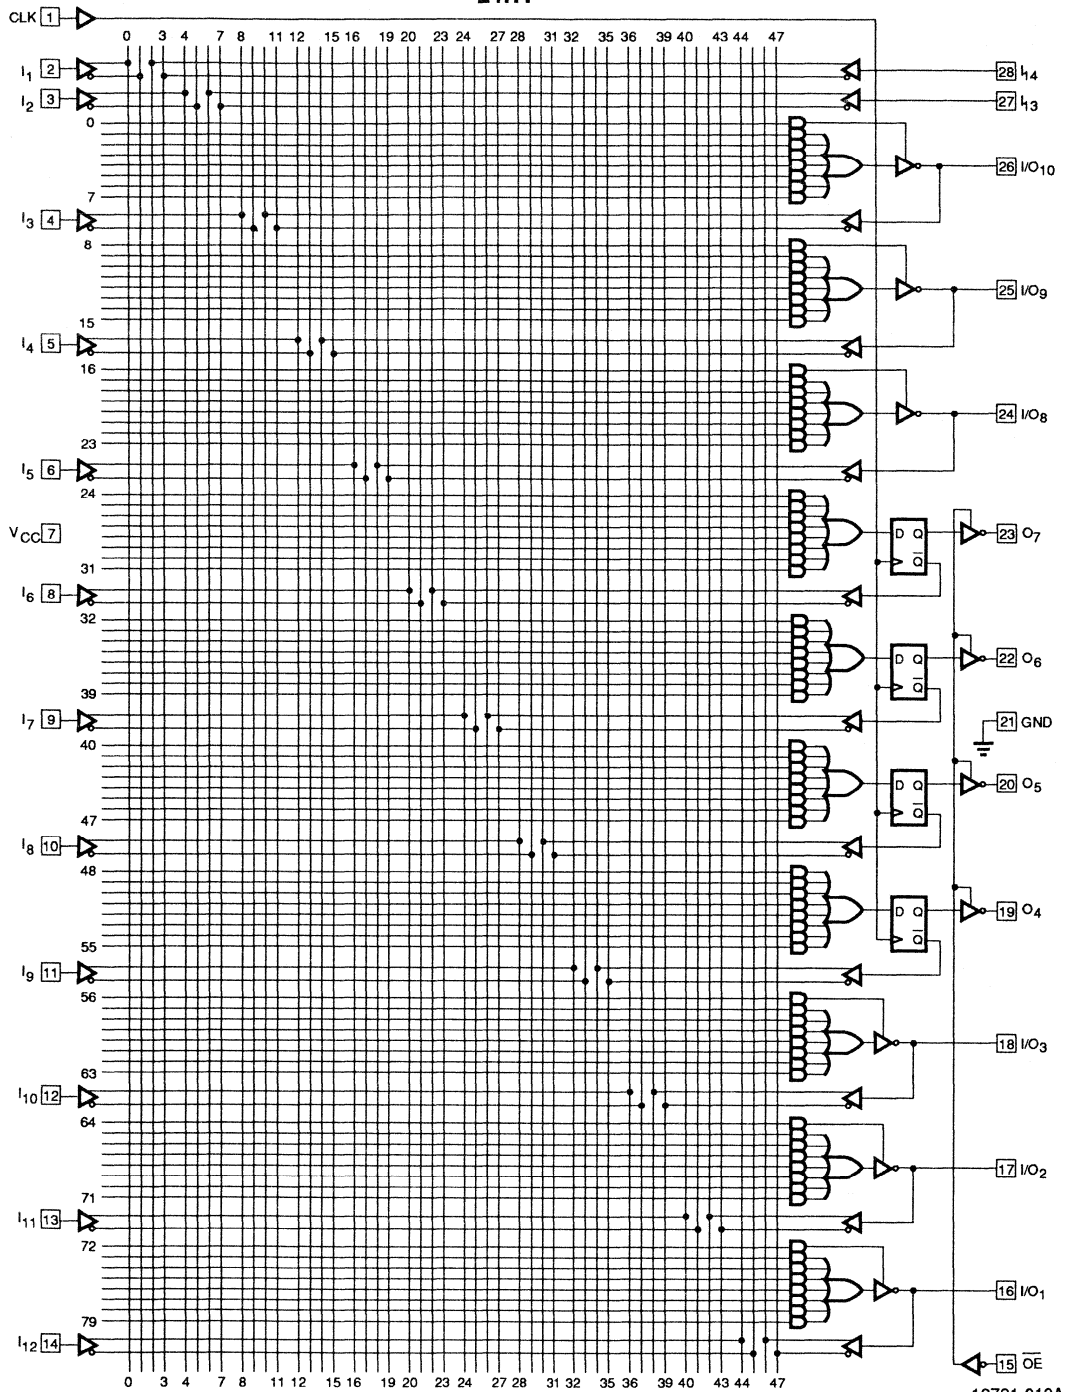 CLK 1
0 3 4 7 8 11 12 15 16 19 20 23 24 27 28 31 32 35 36 39 40 43 44 47
I1 2 28 I14
I2 3 27 I13
0
26 I/O10
7
I3 4
8
25 I/O9
15
I4 5
16
24 I/O8
23
I5 6
24
VCC 7 D Q 23 O7
Q̅
31
I6 8
32
D Q 22 O6
Q̅
39
I7 9 21 GND
40
D Q 20 O5
Q̅
47
I8 10
48
D Q 19 O4
Q̅
55
I9 11
56
18 I/O3
63
I10 12
64
17 I/O2
71
I11 13
72
16 I/O1
79
I12 14
15 O̅E̅
0 3 4 7 8 11 12 15 16 19 20 23 24 27 28 31 32 35 36 39 40 43 44 47